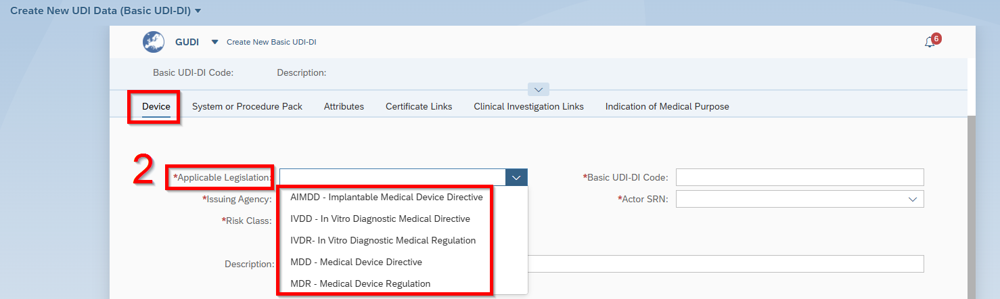 Create New UDI Data (Basic UDI-DI)
GUDI Create New Basic UDI-DI 6
Basic UDI-DI Code: Description:
Device System or Procedure Pack Attributes Certificate Links Clinical Investigation Links Indication of Medical Purpose
2 *Applicable Legislation: *Basic UDI-DI Code:
*Issuing Agency: AIMDD - Implantable Medical Device Directive *Actor SRN:
*Risk Class: IVDD - In Vitro Diagnostic Medical Directive
IVDR- In Vitro Diagnostic Medical Regulation
Description: MDD - Medical Device Directive
MDR - Medical Device Regulation